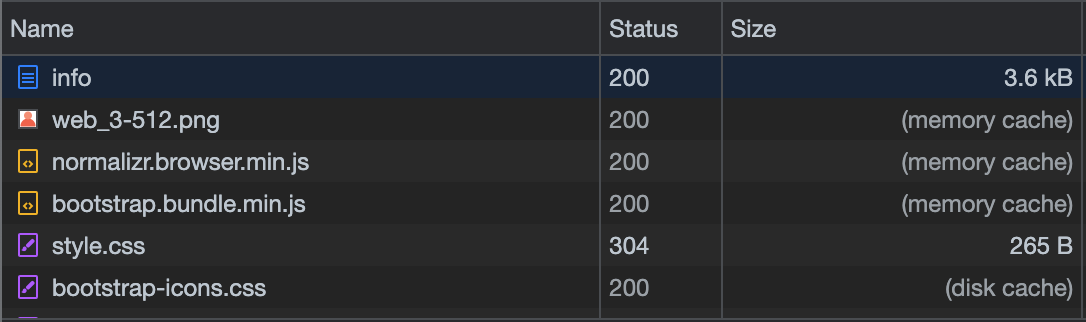 Name Status Size
info 200 3.6 kB
web_3-512.png 200 (memory cache)
normalizr.browser.min.js 200 (memory cache)
bootstrap.bundle.min.js 200 (memory cache)
style.css 304 265 B
bootstrap-icons.css 200 (disk cache)